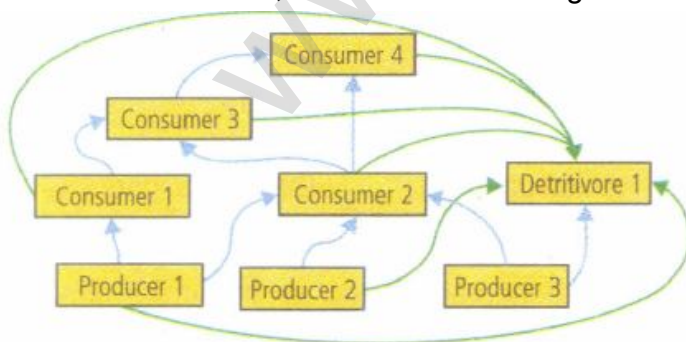 Consumer 4
Consumer 3
Consumer 1
Consumer 2
Detritivore 1
Producer 1
Producer 2
Producer 3